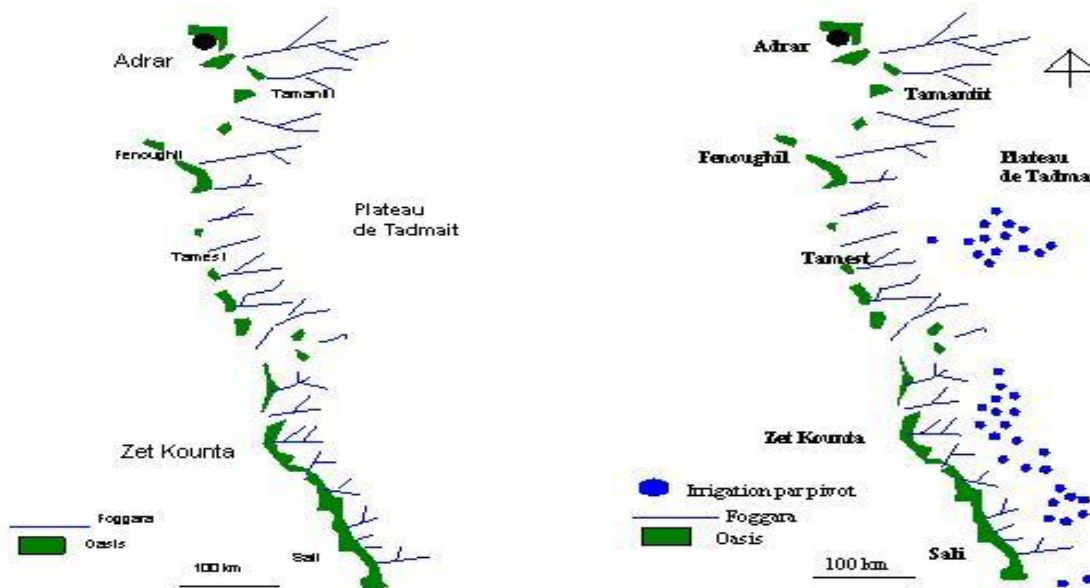 Adrar
Tamantit
Fenoughil
Plateau
de Tadmait
Tamest
Zet Kounta
Foggara
Oasis
Sali
100 km
Adrar
Tamantit
Fenoughil
Plateau
de Tadma
Tamest
Zet Kounta
Irrigation par pivot
Foggara
Oasis
Sali
100 km